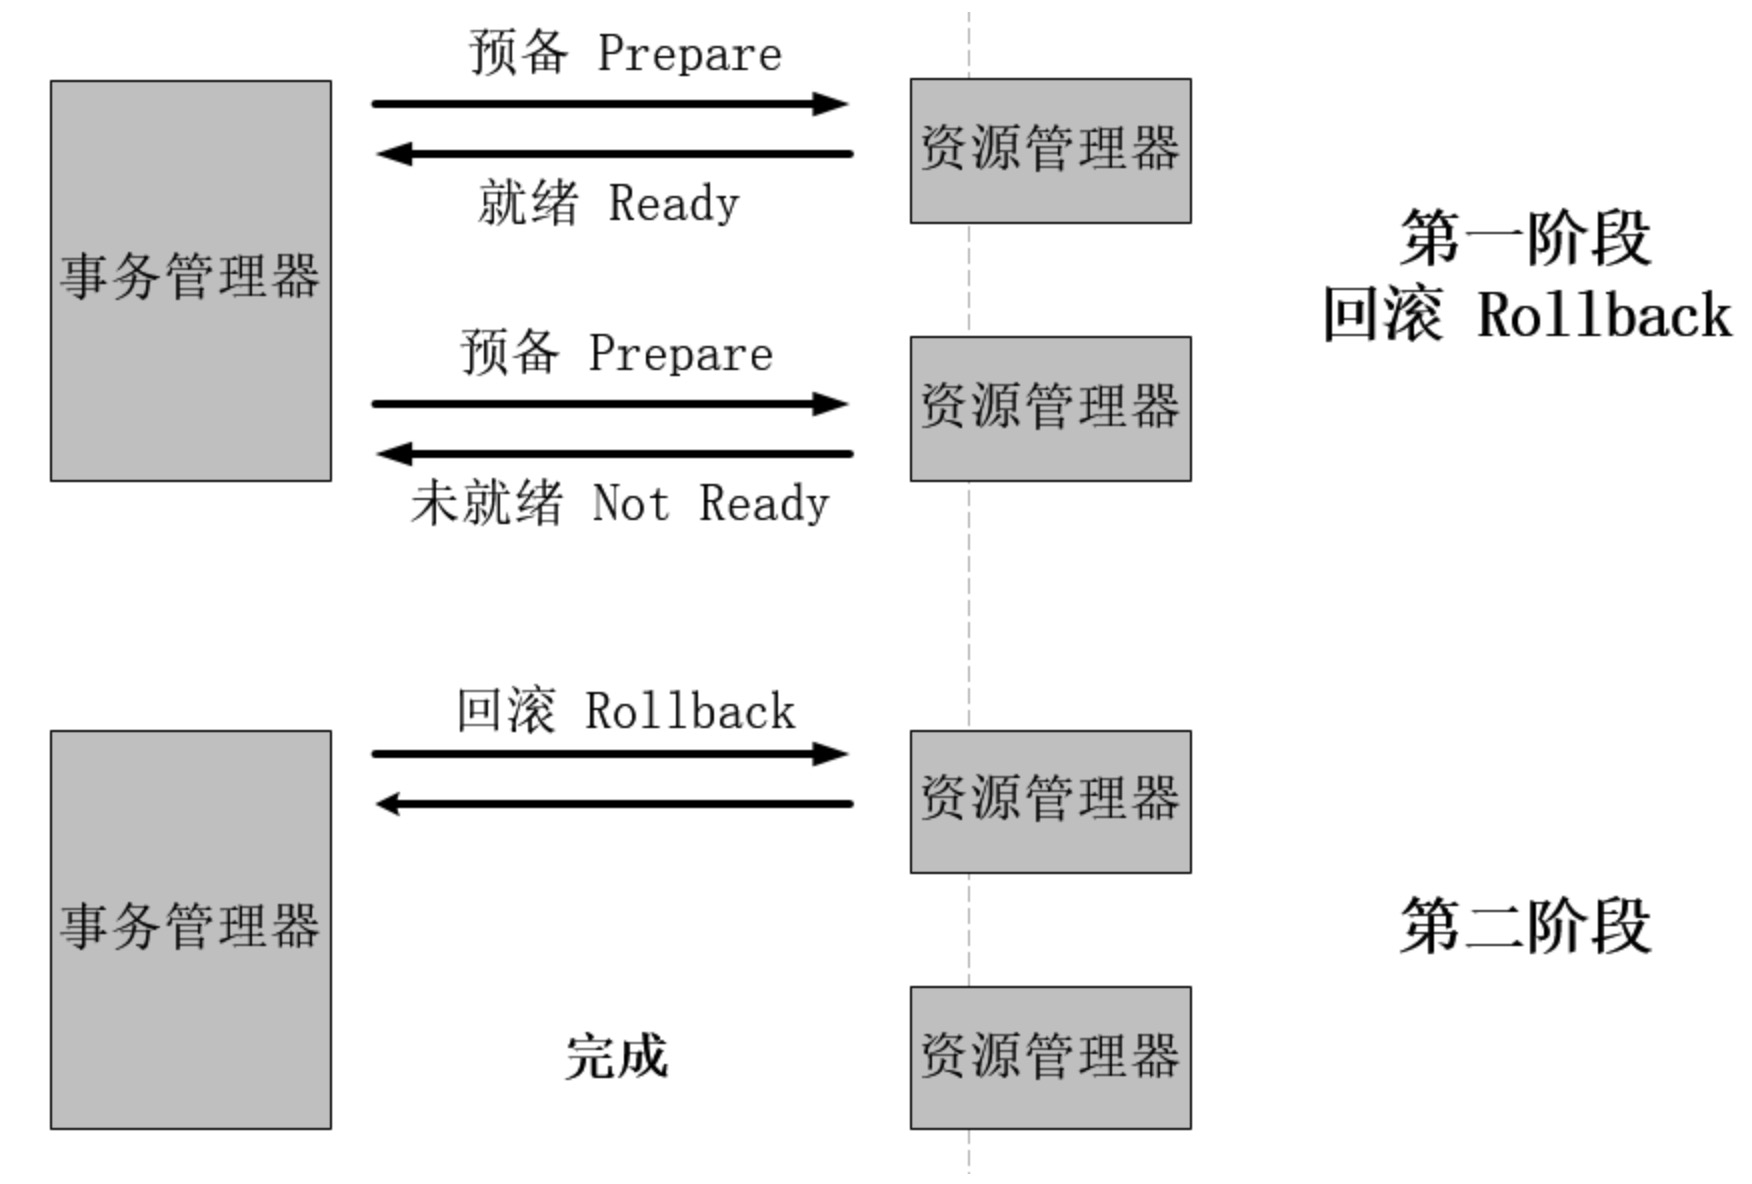 预备 Prepare
就绪 Ready
事务管理器
资源管理器
第一阶段
回滚 Rollback
预备 Prepare
未就绪 Not Ready
资源管理器
回滚 Rollback
事务管理器
资源管理器
第二阶段
完成
资源管理器